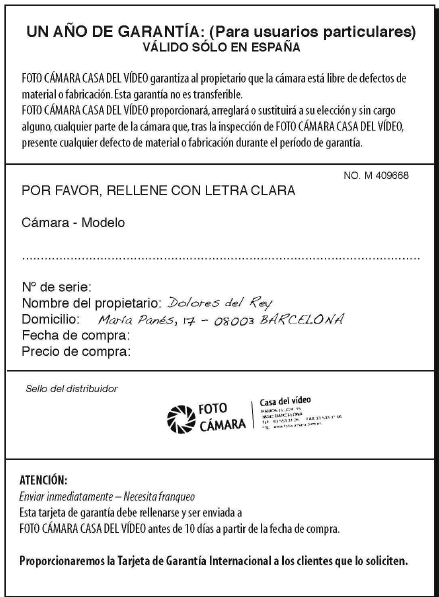 UN AÑO DE GARANTÍA: (Para usuarios particulares)
VÁLIDO SÓLO EN ESPAÑA
FOTO CÁMARA CASA DEL VÍDEO garantiza al propietario que la cámara está libre de defectos de
material o fabricación. Esta garantía no es transferible.
FOTO CÁMARA CASA DEL VÍDEO proporcionará, arreglará o sustituirá a su elección y sin cargo
alguno, cualquier parte de la cámara que, tras la inspección de FOTO CÁMARA CASA DEL VÍDEO,
presente cualquier defecto de material o fabricación durante el período de garantía.
NO. M 409668
POR FAVOR, RELLENE CON LETRA CLARA
Cámara - Modelo
Nº de serie:
Nombre del propietario: Dolores del Rey
Domicilio: María Panés, 17 - 08003 BARCELONA
Fecha de compra:
Precio de compra:
Sello del distribuidor
FOTO
CÁMARA
Casa del vídeo
ATENCIÓN:
Enviar inmediatamente – Necesita franqueo
Esta tarjeta de garantía debe rellenarse y ser enviada a
FOTO CÁMARA CASA DEL VÍDEO antes de 10 días a partir de la fecha de compra.
Proporcionaremos la Tarjeta de Garantía Internacional a los clientes que lo soliciten.